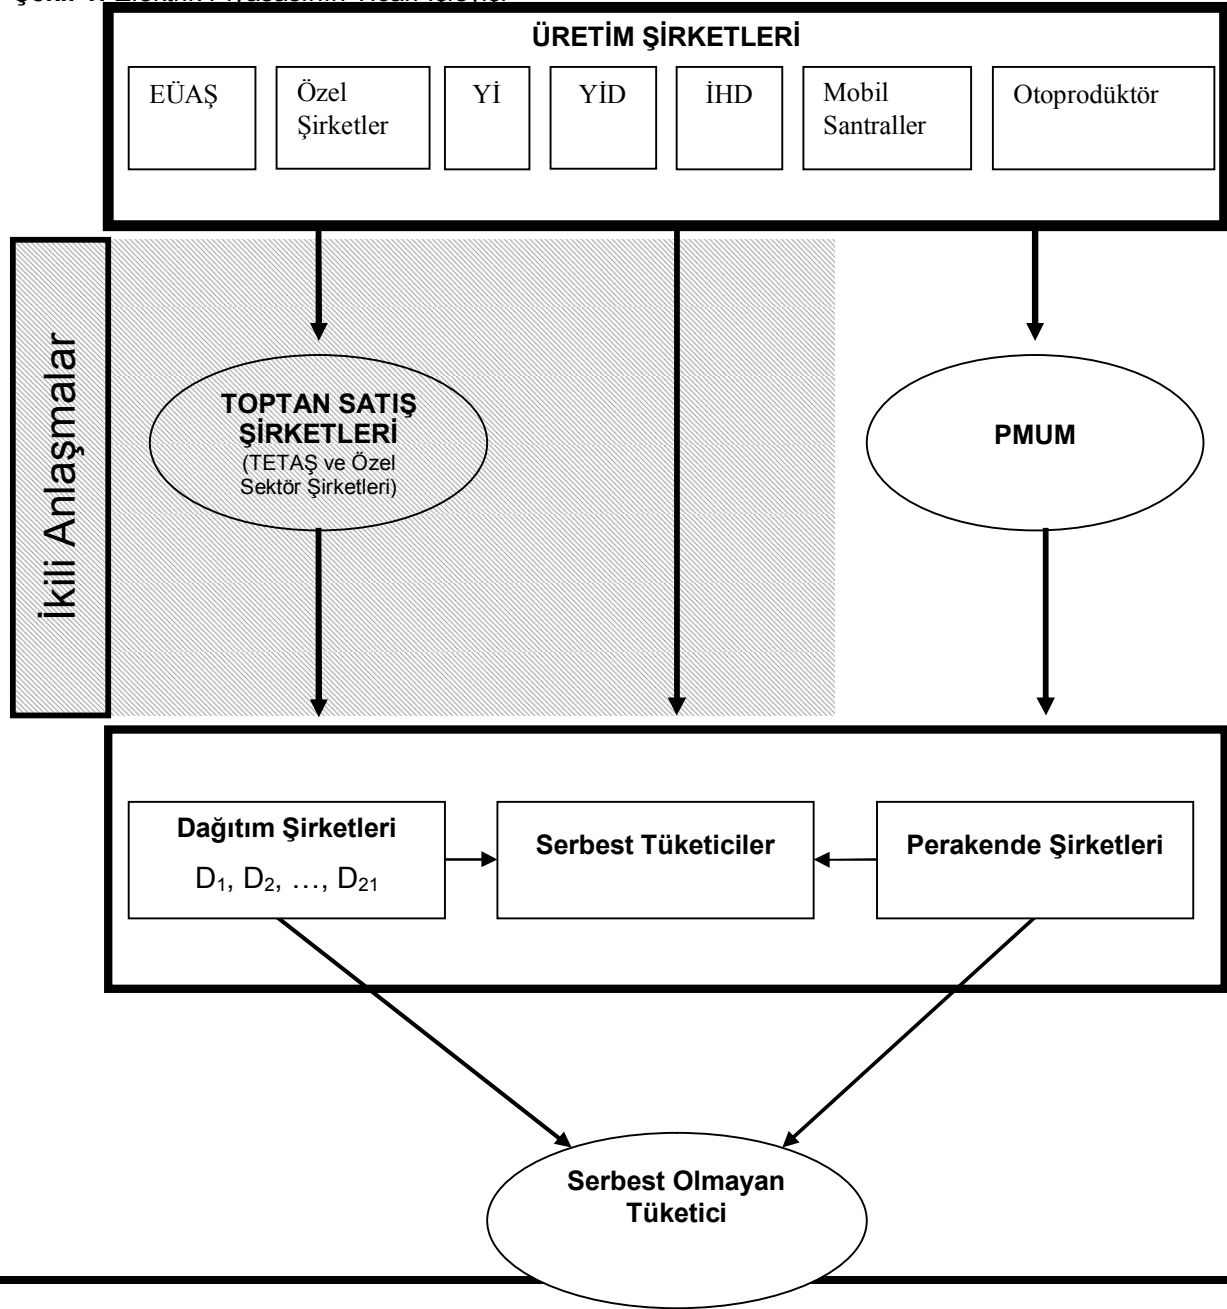 ÜRETİM ŞİRKETLERİ
EÜAŞ
Özel
Şirketler
Yİ
YİD
İHD
Mobil
Santraller
Otoprodüktör
İkili Anlaşmalar
TOPTAN SATIŞ
ŞİRKETLERİ
(TETAŞ ve Özel
Sektör Şirketleri)
PMUM
Dağıtım Şirketleri
D₁, D₂, …, D₂₁
Serbest Tüketiciler
Perakende Şirketleri
Serbest Olmayan
Tüketici